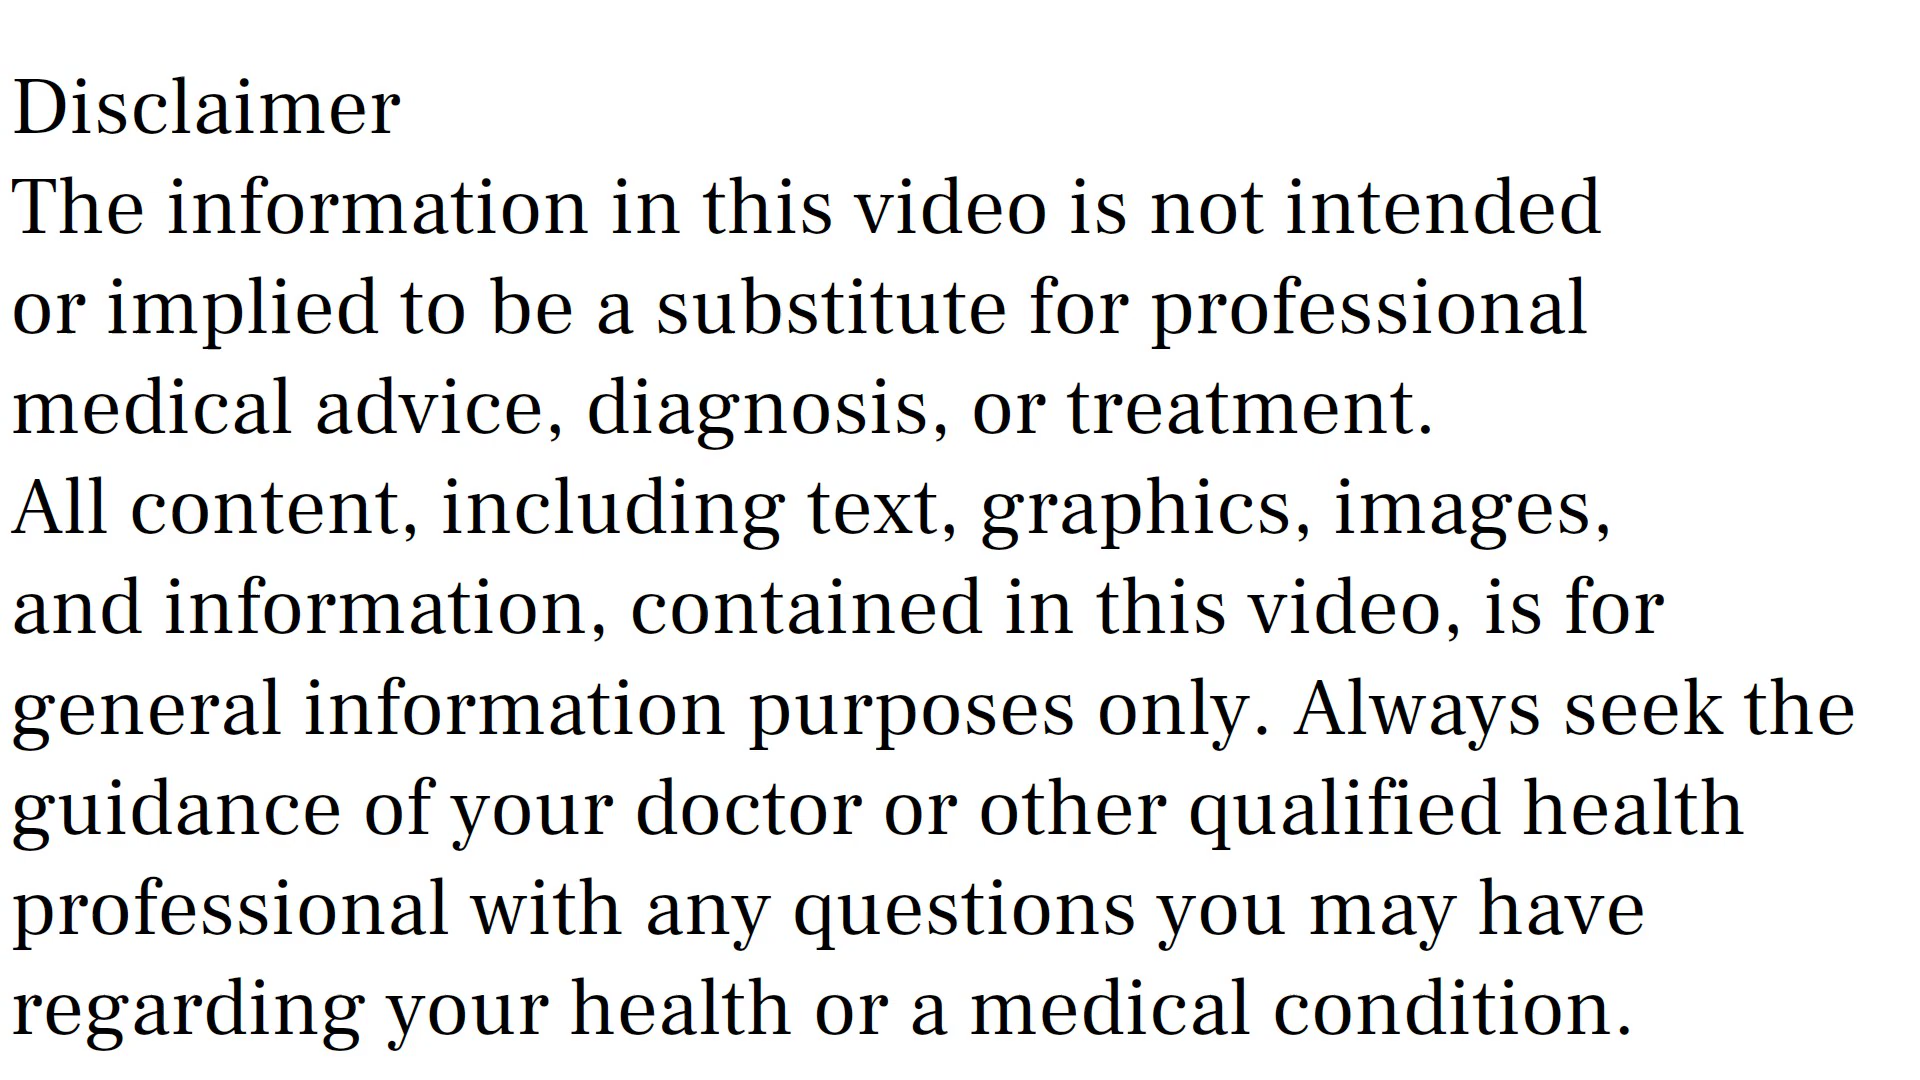 Disclaimer
The information in this video is not intended
or implied to be a substitute for professional
medical advice, diagnosis, or treatment.
All content, including text, graphics, images,
and information, contained in this video, is for
general information purposes only. Always seek the
guidance of your doctor or other qualified health
professional with any questions you may have
regarding your health or a medical condition.